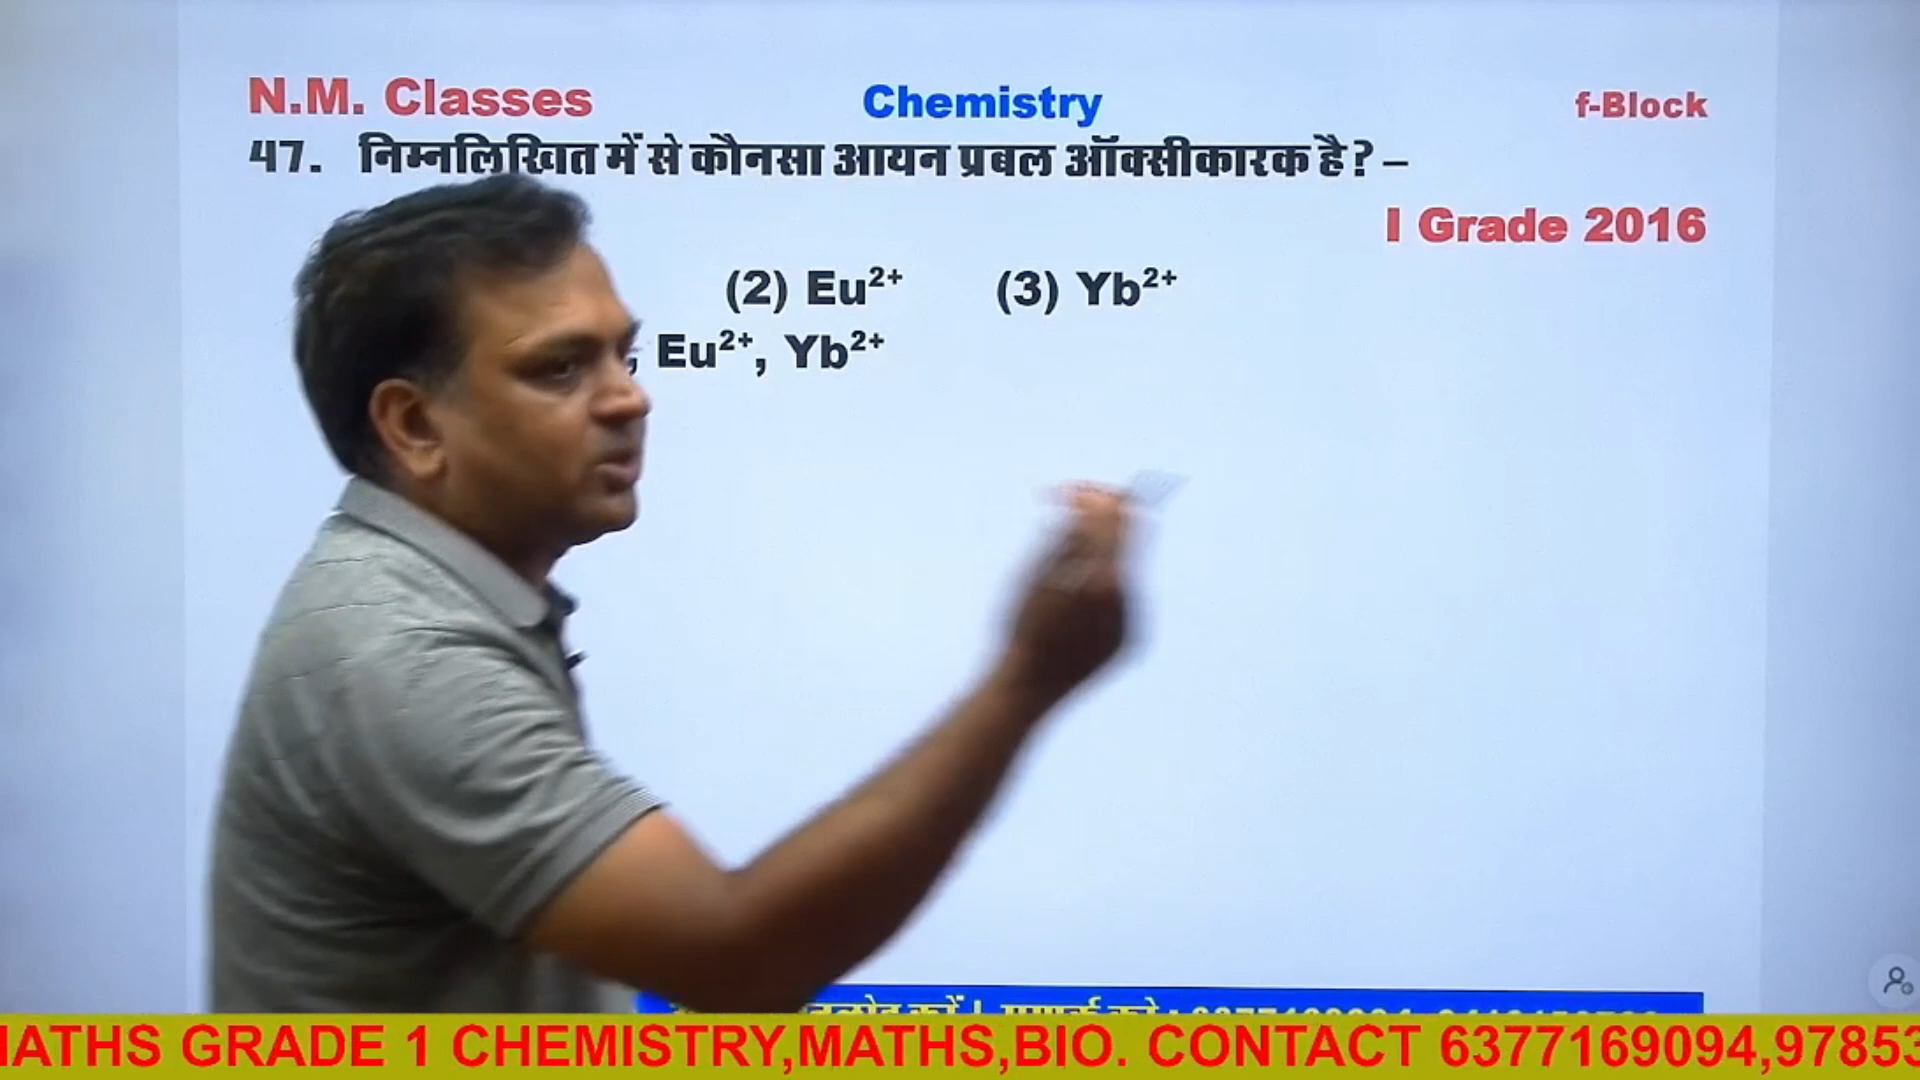 N.M. Classes Chemistry f-Block
47. निम्नलिखित में से कौनसा आयन प्रबल ऑक्सीकारक है? –
I Grade 2016
(2) Eu²⁺ (3) Yb²⁺
, Eu²⁺, Yb²⁺
MATHS GRADE 1 CHEMISTRY,MATHS,BIO. CONTACT 6377169094,97853